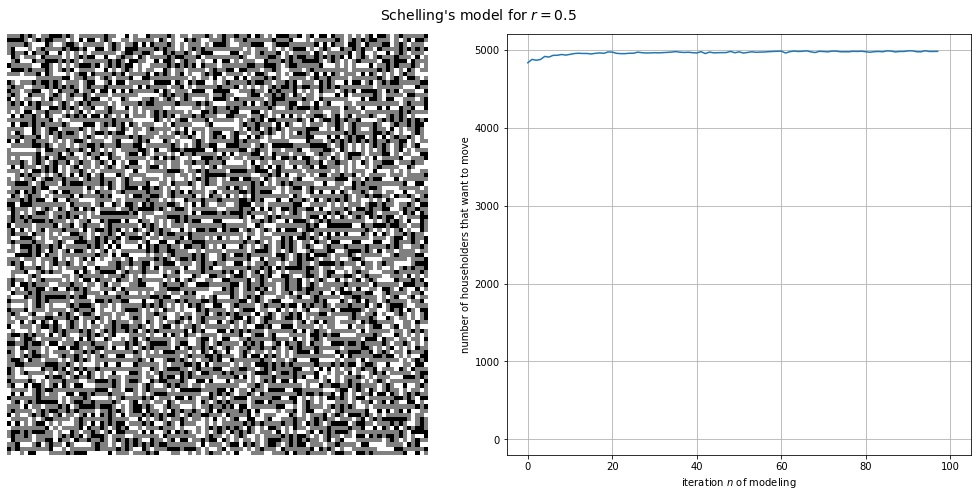 Schelling's model for r = 0.5
number of householders that want to move
5000
4000
3000
2000
1000
0
0 20 40 60 80 100
iteration n of modeling